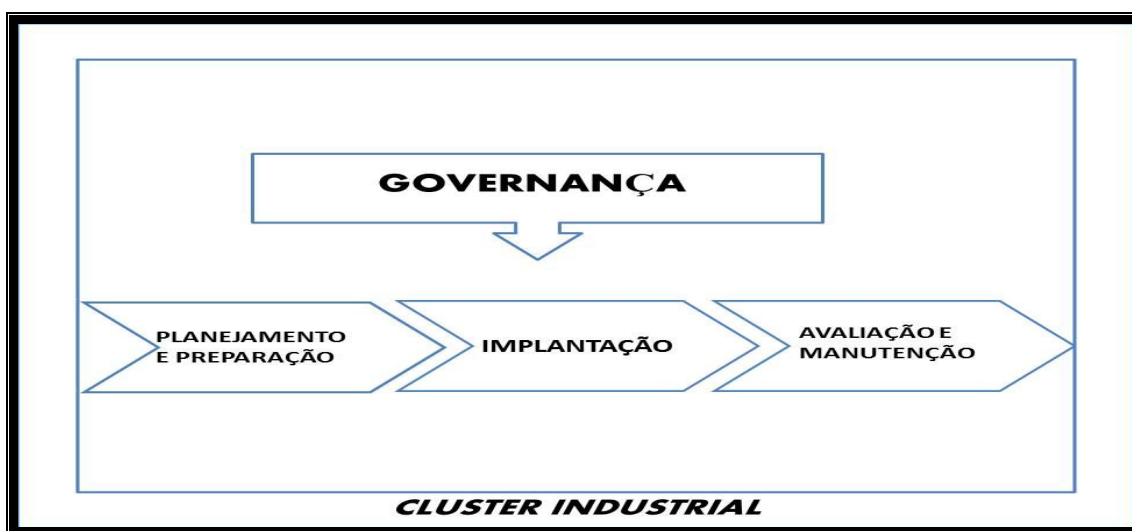 GOVERNANÇA
PLANEJAMENTO
E PREPARAÇÃO
IMPLANTAÇÃO
AVALIAÇÃO E
MANUTENÇÃO
CLUSTER INDUSTRIAL